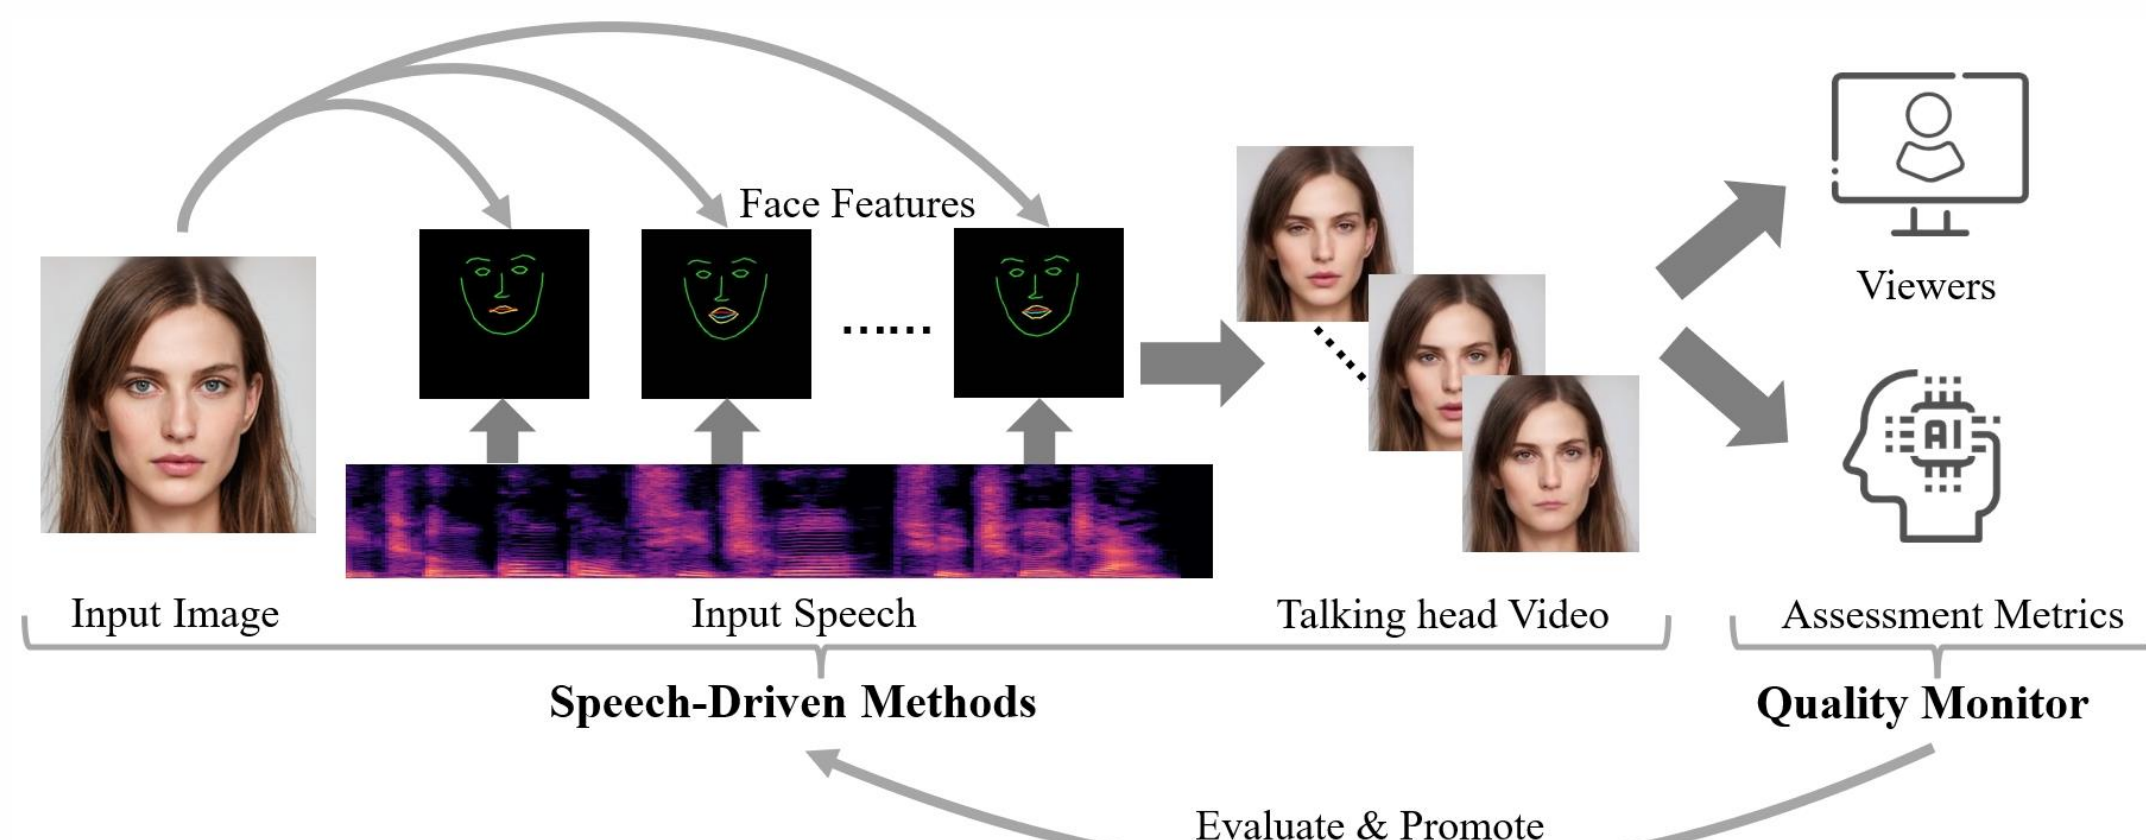 Face Features
......
Viewers
AI
Input Image
Input Speech
Talking head Video
Assessment Metrics
Speech-Driven Methods
Quality Monitor
Evaluate & Promote